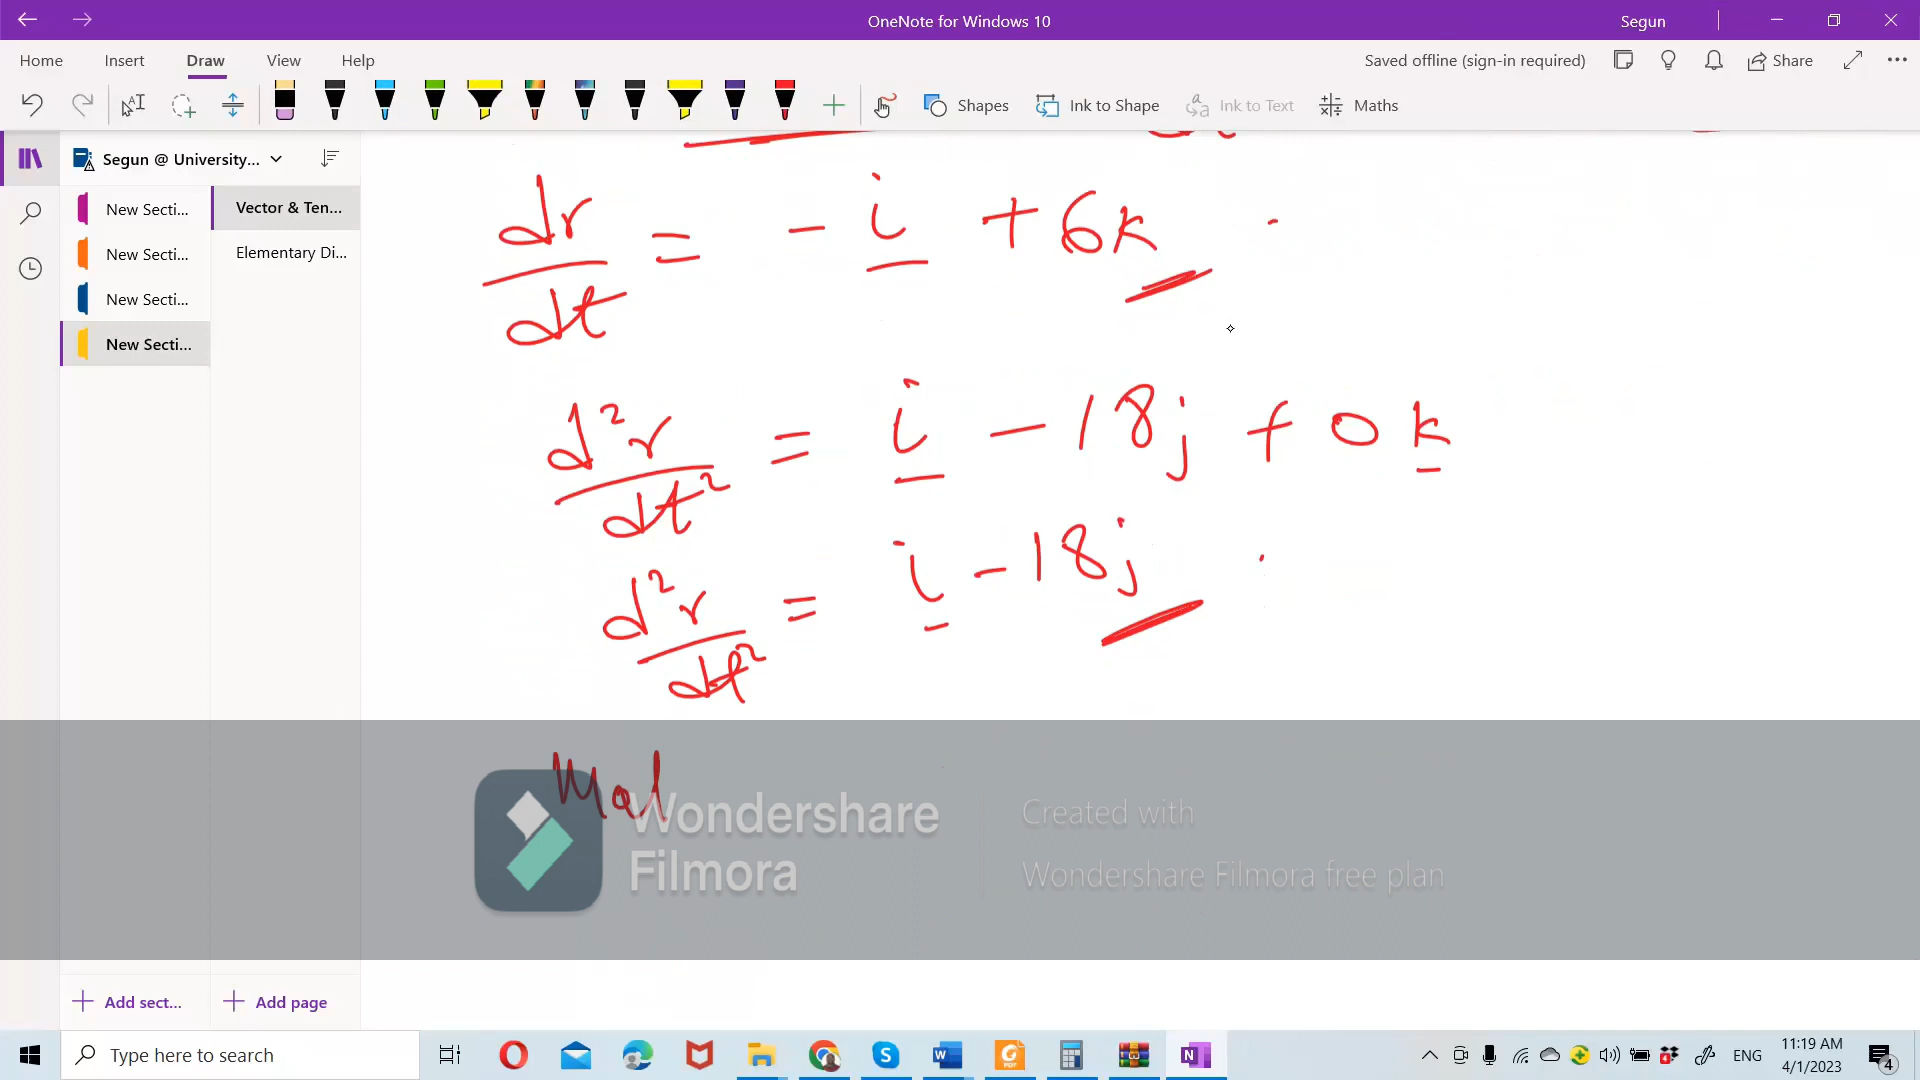 OneNote for Windows 10 Segun
Home Insert Draw View Help Saved offline (sign-in required) Share
Shapes Ink to Shape Ink to Text Maths
Segun @ University...
New Secti...
New Secti...
New Secti...
New Secti...
Vector & Ten...
Elementary Di...
dr/dt = - i + 6k
d²r/dt² = i - 18j + 0 k
d²r/dt² = i - 18j
Wondershare
Filmora
Created with
Wondershare Filmora free plan
Add sect... Add page
Type here to search
ENG
11:19 AM
4/1/2023
4